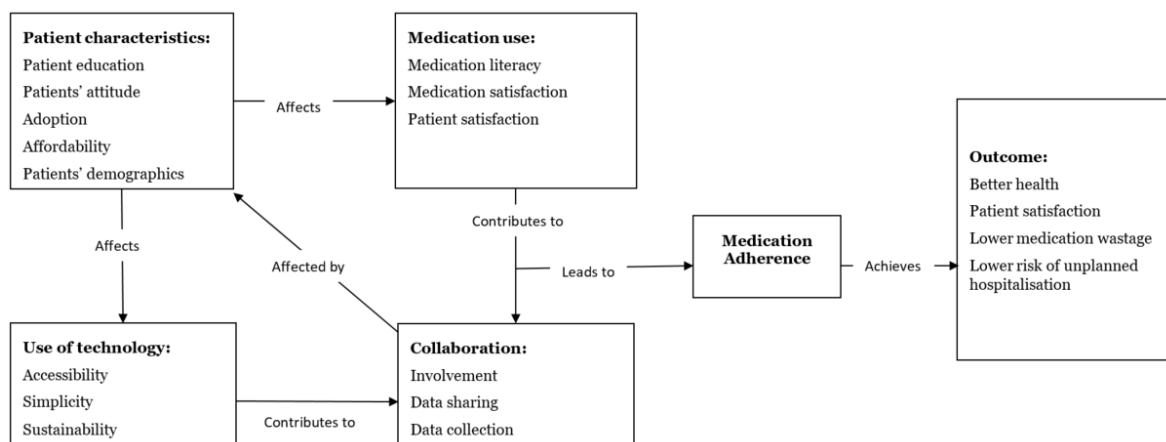 Patient characteristics:
Patient education
Patients’ attitude
Adoption
Affordability
Patients’ demographics
Affects
Medication use:
Medication literacy
Medication satisfaction
Patient satisfaction
Affects
Contributes to
Affected by
Leads to
Medication
Adherence
Achieves
Outcome:
Better health
Patient satisfaction
Lower medication wastage
Lower risk of unplanned
hospitalisation
Use of technology:
Accessibility
Simplicity
Sustainability
Contributes to
Collaboration:
Involvement
Data sharing
Data collection